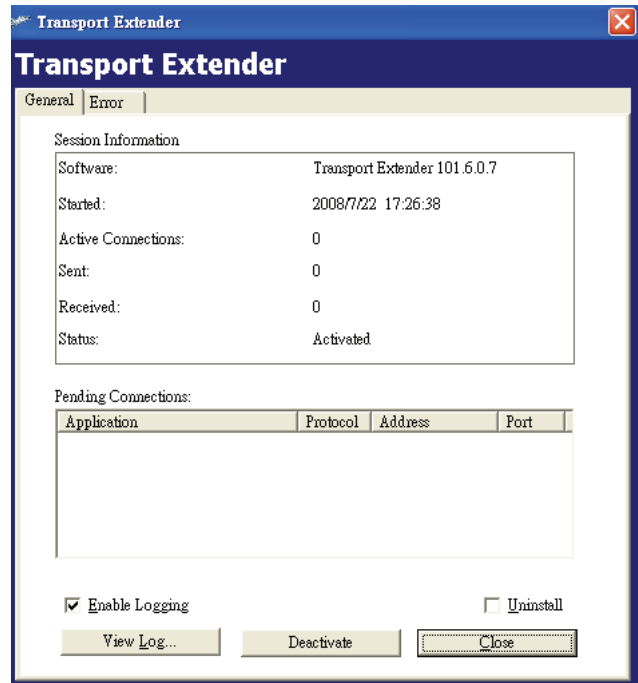 Transport Extender
Transport Extender
General Error
Session Information
Software: Transport Extender 101.6.0.7
Started: 2008/7/22 17:26:38
Active Connections: 0
Sent: 0
Received: 0
Status: Activated
Pending Connections:
Application Protocol Address Port
Enable Logging Uninstall
View Log... Deactivate Close